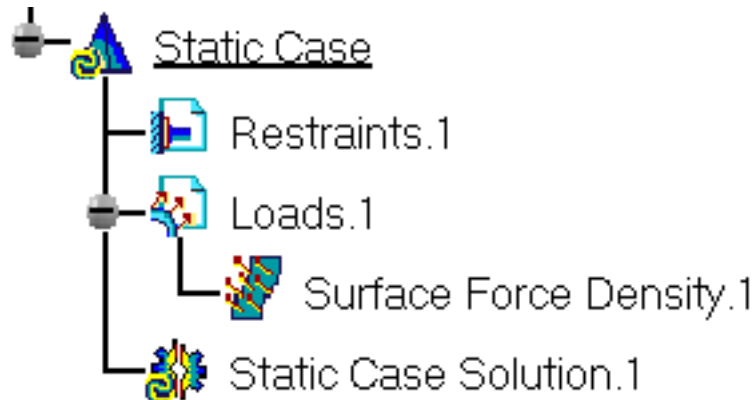 Static Case
Restraints.1
Loads.1
Surface Force Density.1
Static Case Solution.1